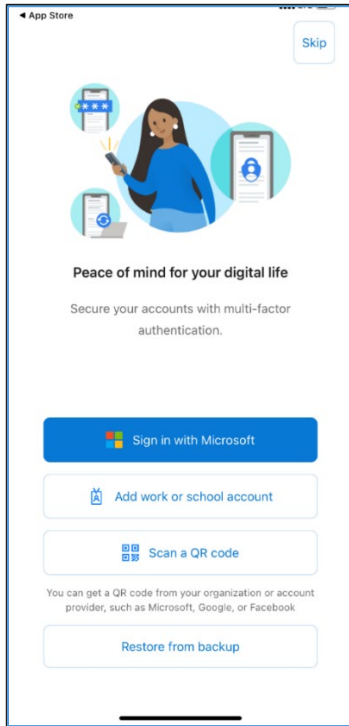 ◀ App Store
Skip
****
Peace of mind for your digital life
Secure your accounts with multi-factor
authentication.
Sign in with Microsoft
Add work or school account
Scan a QR code
You can get a QR code from your organization or account
provider, such as Microsoft, Google, or Facebook
Restore from backup